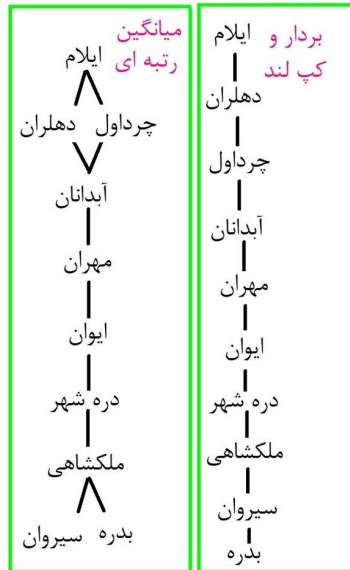 بردار و
کپ لند
ایلام
دهلران
چرداول
آبدانان
مهران
ایوان
دره شهر
ملکشاهی
سیروان
بدره
میانگین
رتبه ای
ایلام
چرداول دهلران
آبدانان
مهران
ایوان
دره شهر
ملکشاهی
بدره سیروان